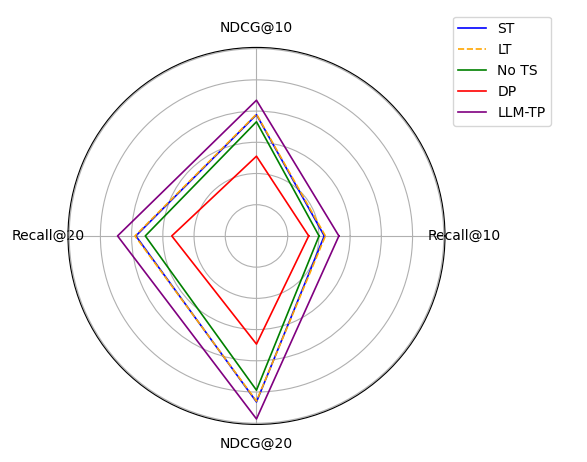 NDCG@10
ST
LT
No TS
DP
LLM-TP
Recall@20
Recall@10
NDCG@20